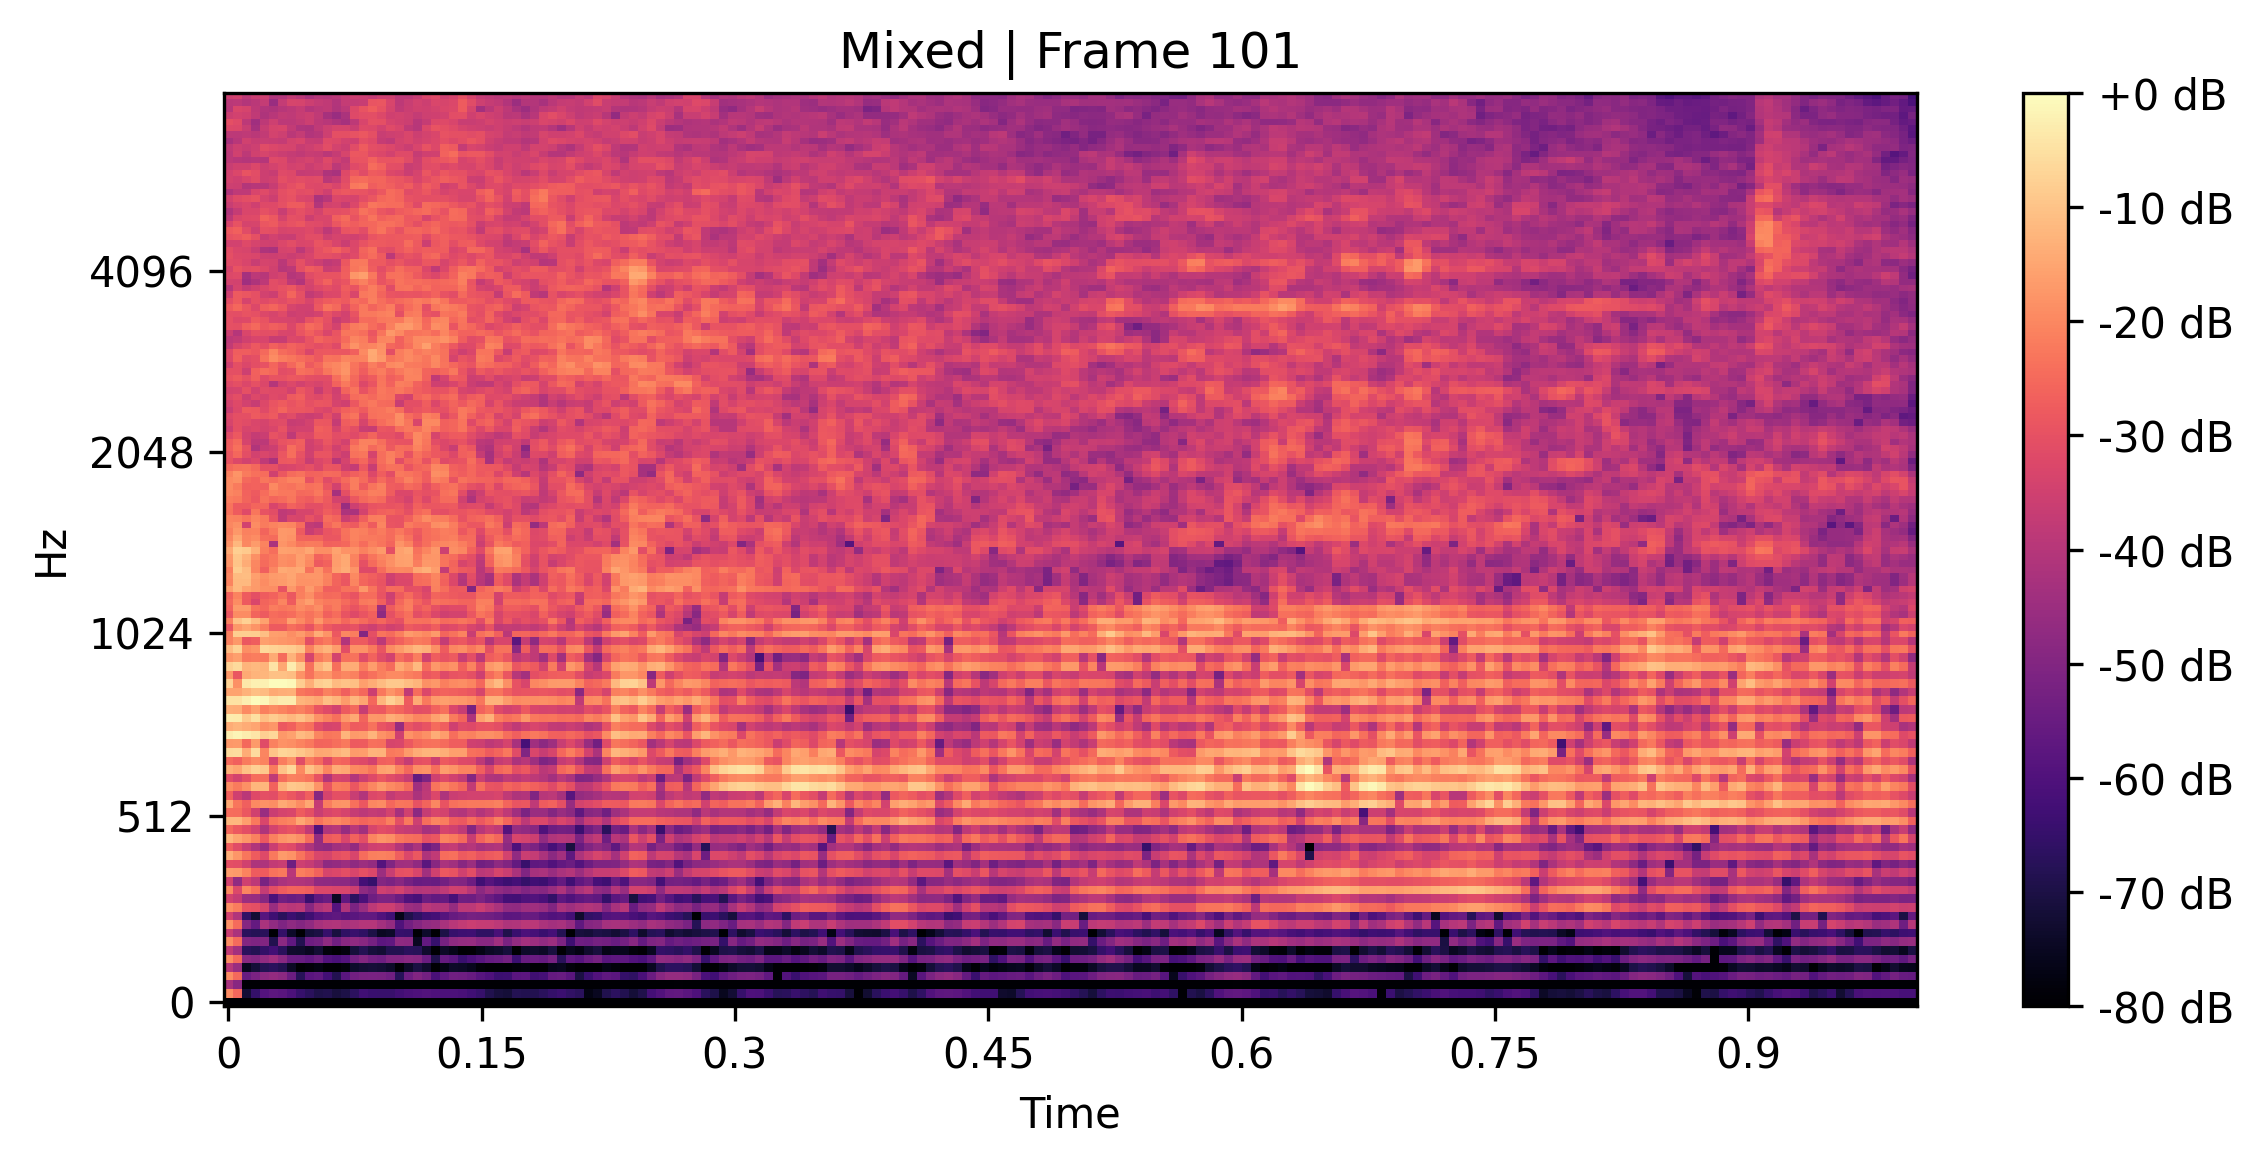 Mixed | Frame 101
+0 dB
-10 dB
-20 dB
-30 dB
-40 dB
-50 dB
-60 dB
-70 dB
-80 dB
Hz
4096
2048
1024
512
0
0 0.15 0.3 0.45 0.6 0.75 0.9
Time